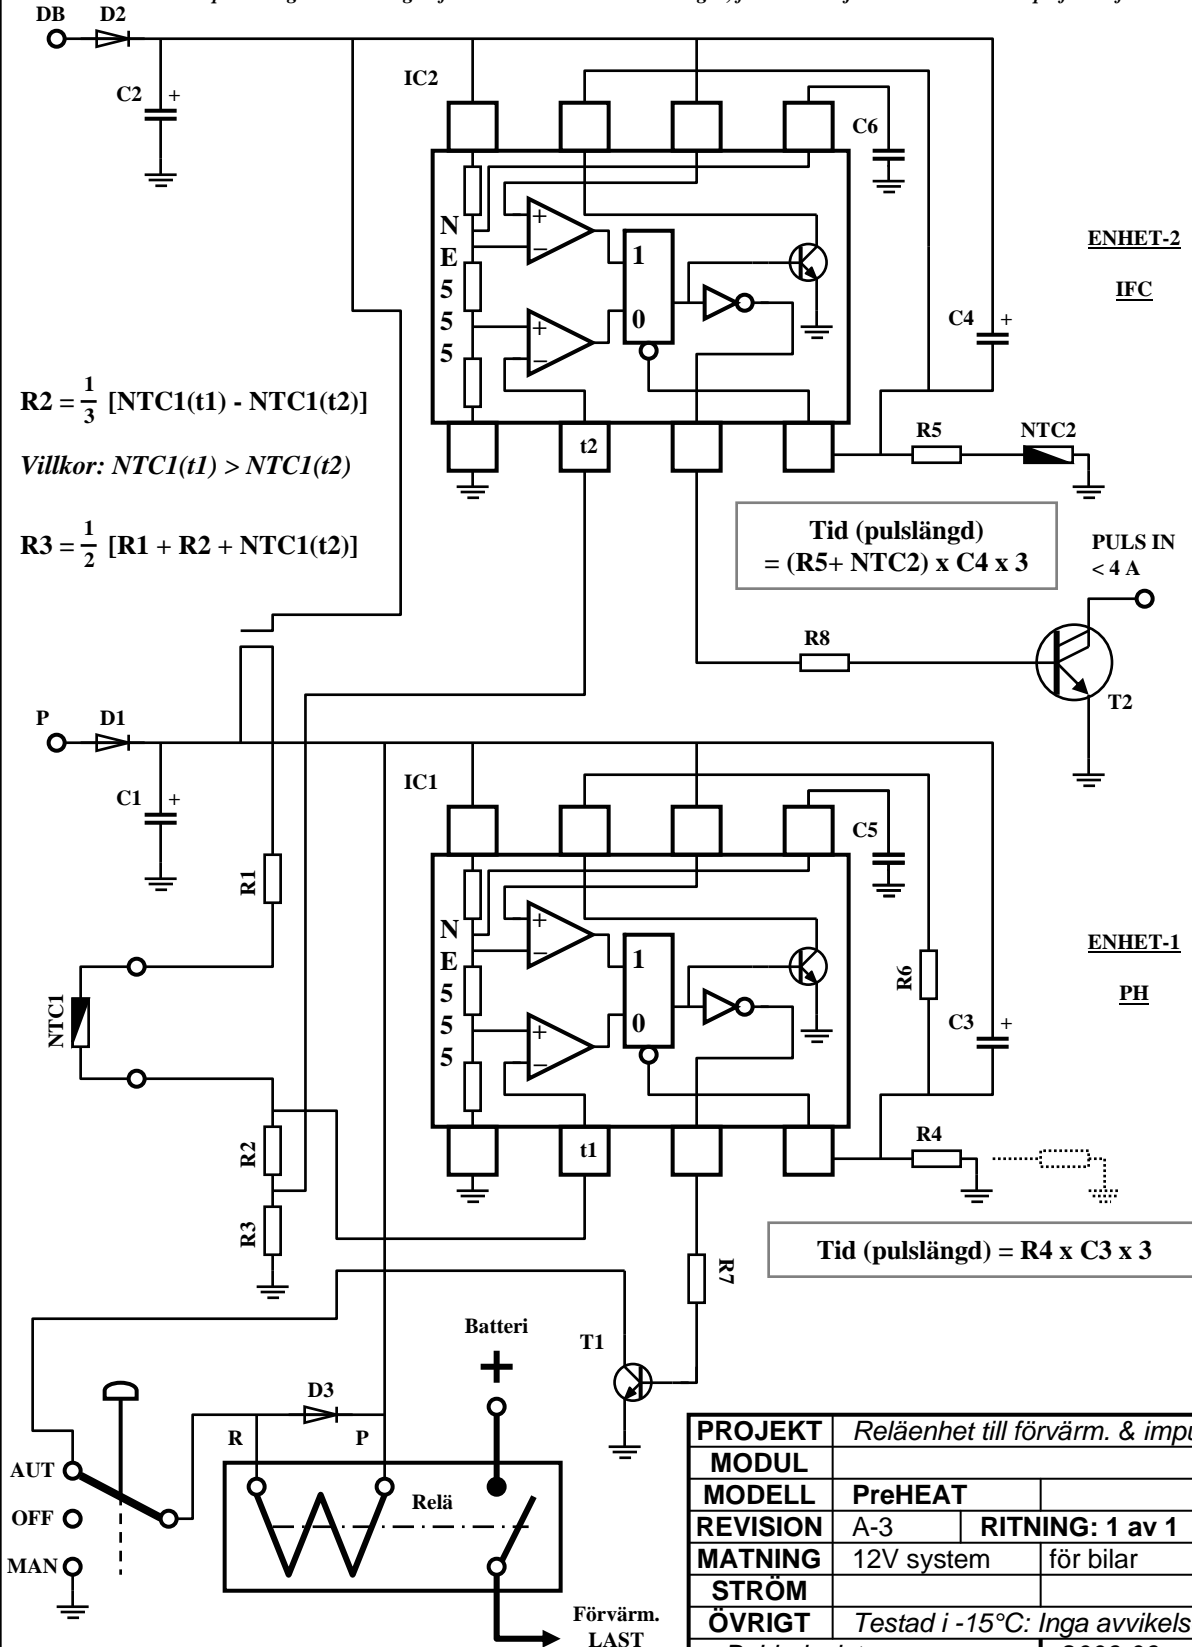 DB
D2
C2
+
IC2
C6
N
E
5
5
5
+
−
+
−
1
0
ENHET-2
IFC
C4
+
R2 = 1/3 [NTC1(t1) - NTC1(t2)]
Villkor: NTC1(t1) > NTC1(t2)
R3 = 1/2 [R1 + R2 + NTC1(t2)]
t2
R5
NTC2
Tid (pulslängd)
= (R5+ NTC2) x C4 x 3
PULS IN
< 4 A
R8
T2
P
D1
C1
+
IC1
C5
R1
N
E
5
5
5
+
−
+
−
1
0
ENHET-1
PH
R6
C3
+
NTC1
R2
t1
R4
R3
Tid (pulslängd) = R4 x C3 x 3
R7
Batteri
T1
D3
R
P
AUT
OFF
MAN
Relä
Förvärm.
LAST
PROJEKT Reläenhet till förvärm. &
MODUL
MODELL PreHEAT
REVISION A-3 RITNING: 1 av 1
MATNING 12V system för bilar
STRÖM
ÖVRIGT Testad i -15°C: Inga